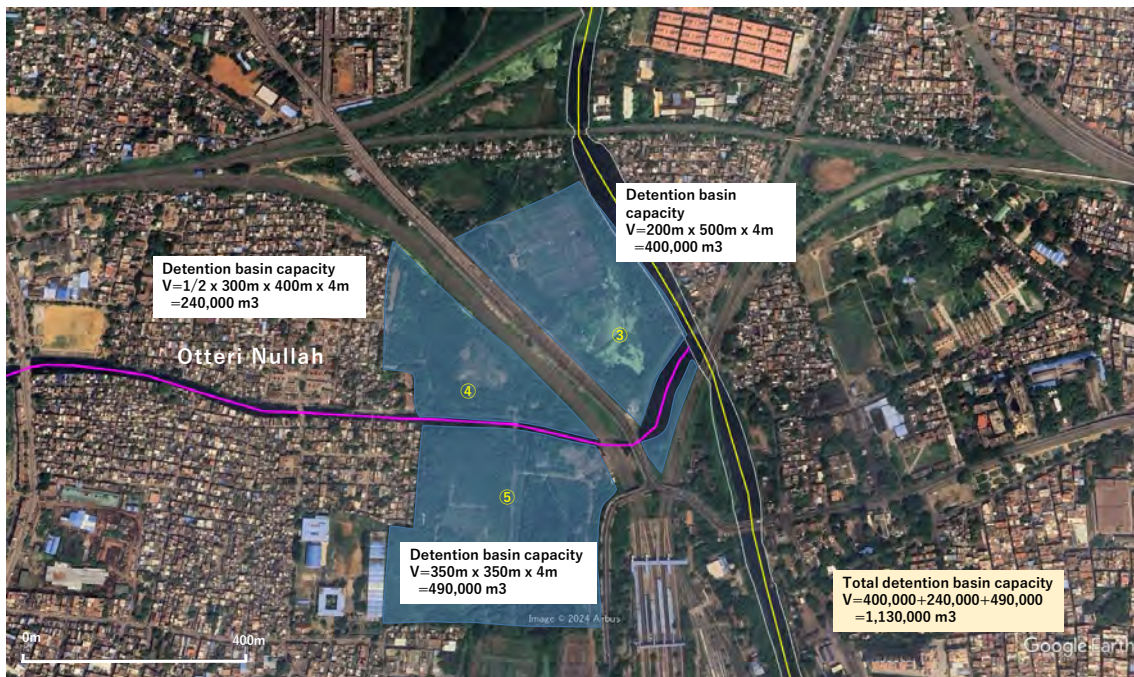 Detention basin
capacity
V=200m x 500m x 4m
=400,000 m3
Detention basin capacity
V=1/2 x 300m x 400m x 4m
=240,000 m3
Otteri Nullah
③
④
⑤
Detention basin capacity
V=350m x 350m x 4m
=490,000 m3
Total detention basin capacity
V=400,000+240,000+490,000
=1,130,000 m3
Image © 2024 Airbus
0m
400m
Google Earth